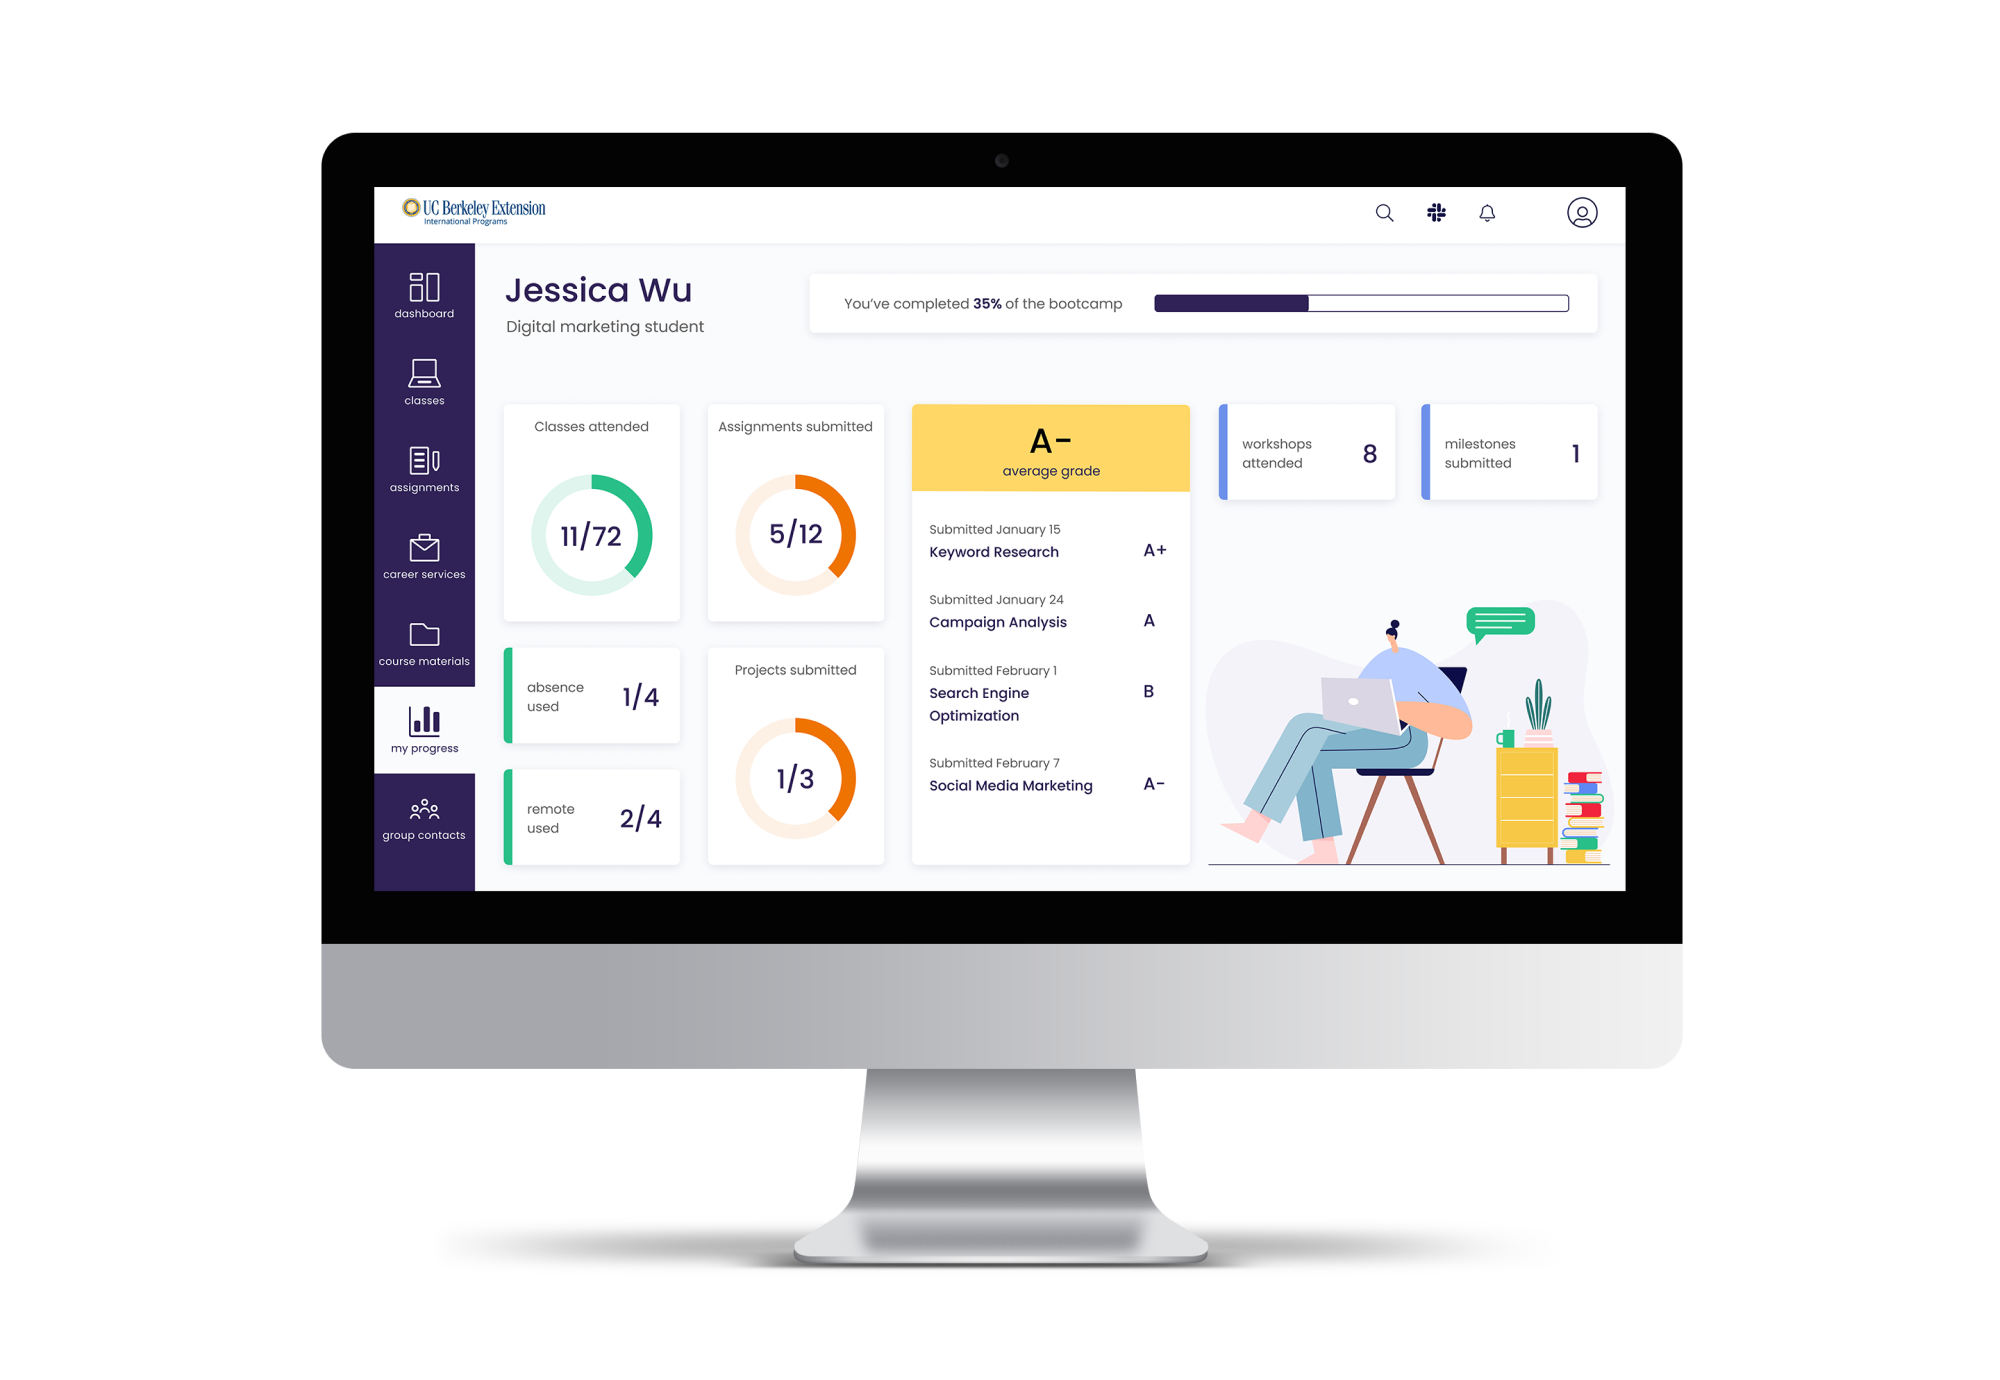 UC Berkeley Extension
International Programs
dashboard
classes
assignments
career services
course materials
my progress
group contacts
Jessica Wu
Digital marketing student
You've completed 35% of the bootcamp
Classes attended
11/72
Assignments submitted
5/12
absence
used
1/4
remote
used
2/4
Projects submitted
1/3
A-
average grade
Submitted January 15
Keyword Research
A+
Submitted January 24
Campaign Analysis
A
Submitted February 1
Search Engine
Optimization
B
Submitted February 7
Social Media Marketing
A-
workshops
attended
8
milestones
submitted
1